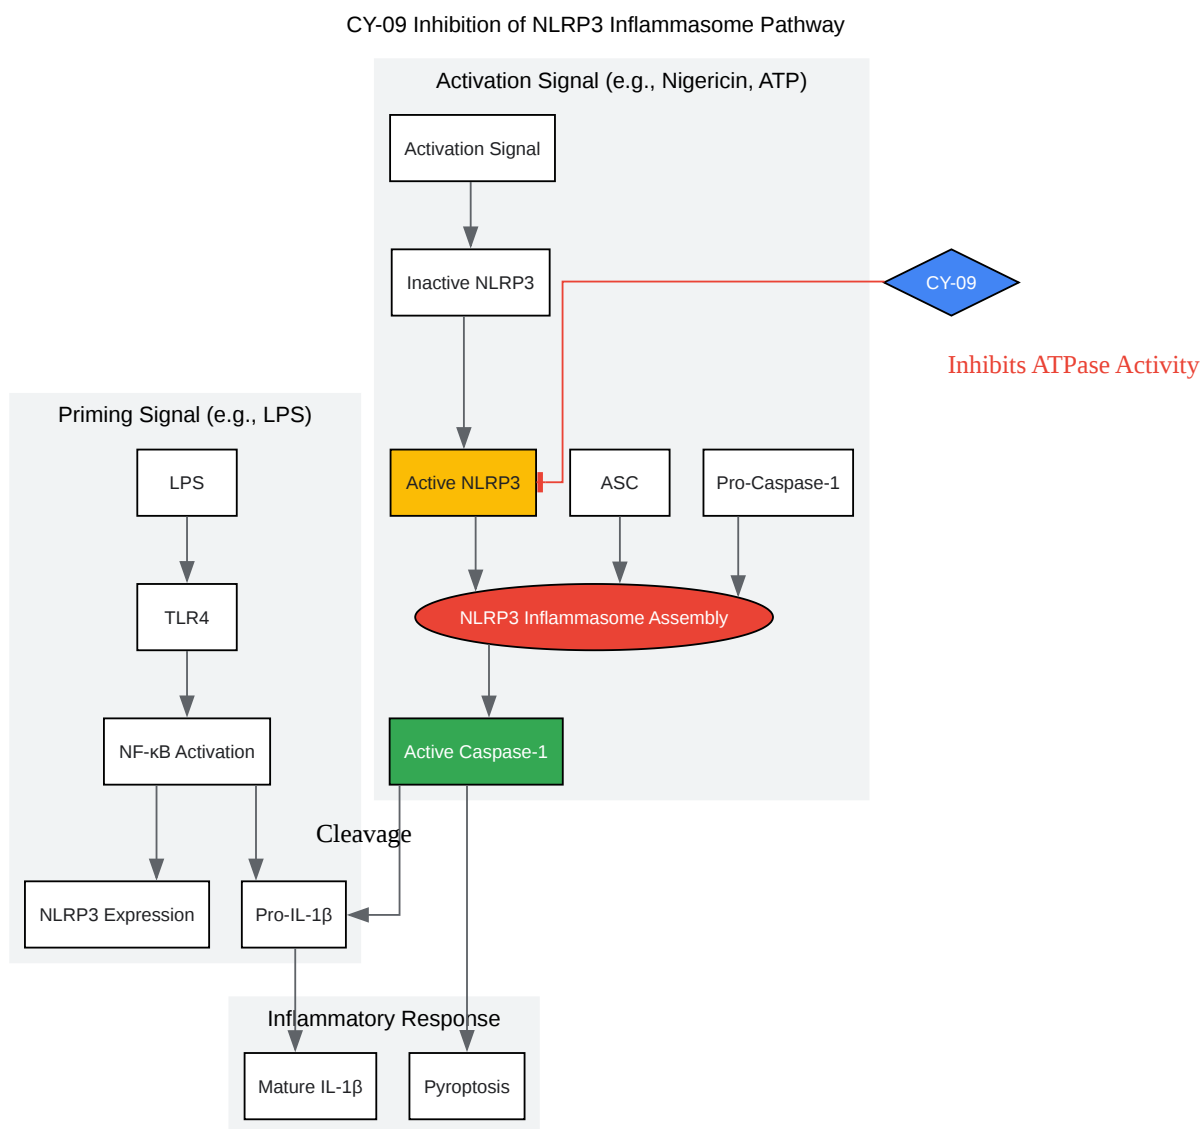 CY-09 Inhibition of NLRP3 Inflammasome Pathway
Activation Signal (e.g., Nigericin, ATP)
Activation Signal
Inactive NLRP3
CY-09
Inhibits ATPase Activity
Priming Signal (e.g., LPS)
LPS
Active NLRP3
ASC
Pro-Caspase-1
TLR4
NLRP3 Inflammasome Assembly
NF-κB Activation
Active Caspase-1
Cleavage
NLRP3 Expression
Pro-IL-1β
Inflammatory Response
Mature IL-1β
Pyroptosis